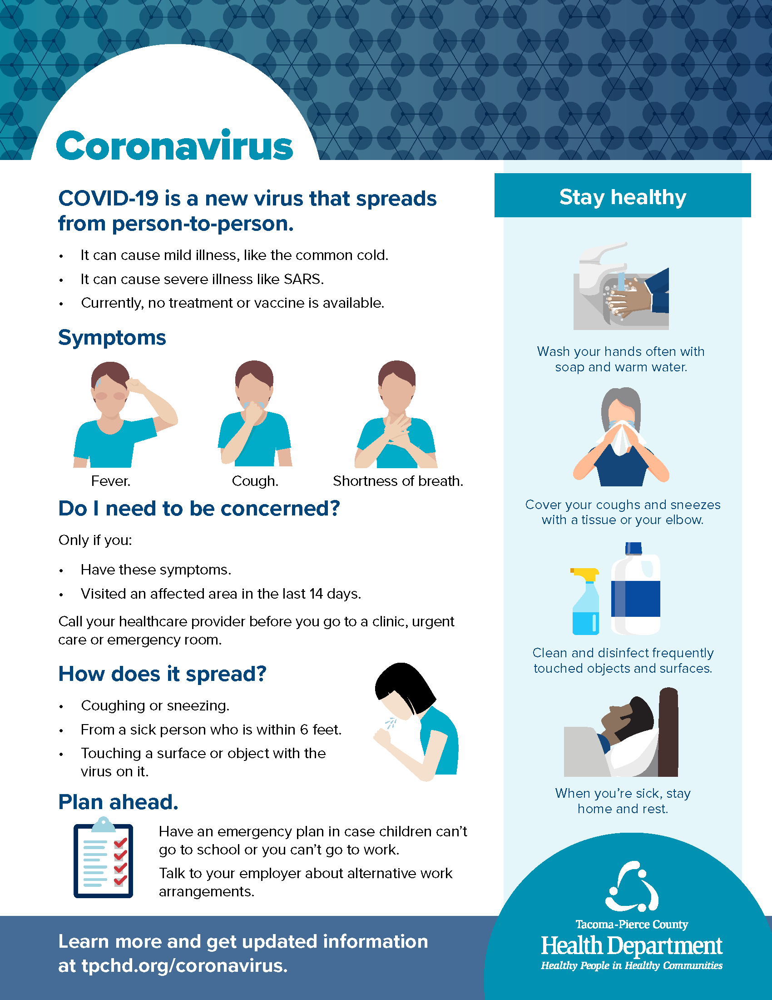 Coronavirus
COVID-19 is a new virus that spreads
from person-to-person.
• It can cause mild illness, like the common cold.
• It can cause severe illness like SARS.
• Currently, no treatment or vaccine is available.
Symptoms
Fever.
Cough.
Shortness of breath.
Do I need to be concerned?
Only if you:
• Have these symptoms.
• Visited an affected area in the last 14 days.
Call your healthcare provider before you go to a clinic, urgent
care or emergency room.
How does it spread?
• Coughing or sneezing.
• From a sick person who is within 6 feet.
• Touching a surface or object with the
virus on it.
Plan ahead.
Have an emergency plan in case children can’t
go to school or you can’t go to work.
Talk to your employer about alternative work
arrangements.
Stay healthy
Wash your hands often with
soap and warm water.
Cover your coughs and sneezes
with a tissue or your elbow.
Clean and disinfect frequently
touched objects and surfaces.
When you’re sick, stay
home and rest.
Learn more and get updated information
at tpchd.org/coronavirus.
Tacoma-Pierce County
Health Department
Healthy People in Healthy Communities